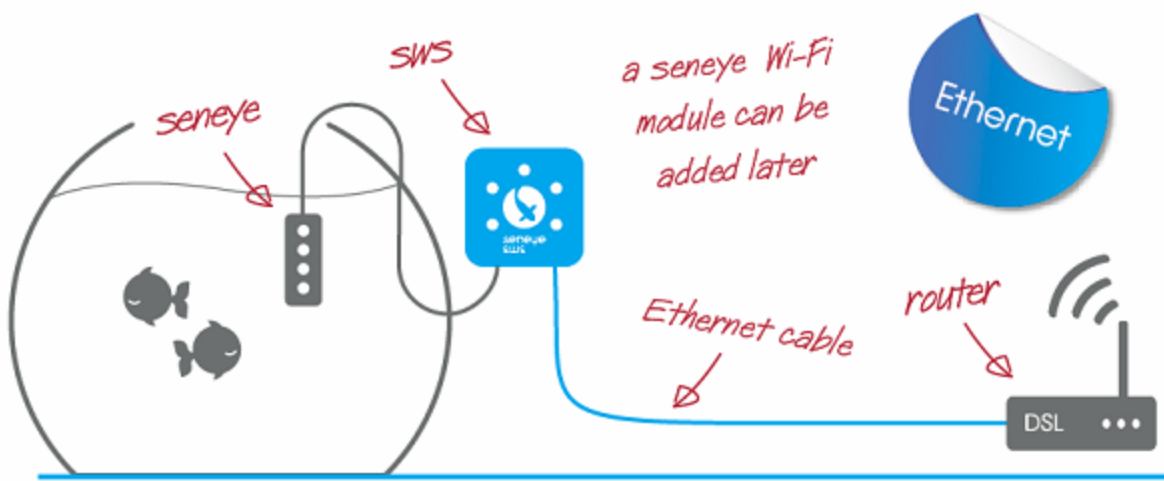 sws
seneye
a seneye Wi-Fi
module can be
added later
Ethernet
seneye
sws
Ethernet cable
router
DSL